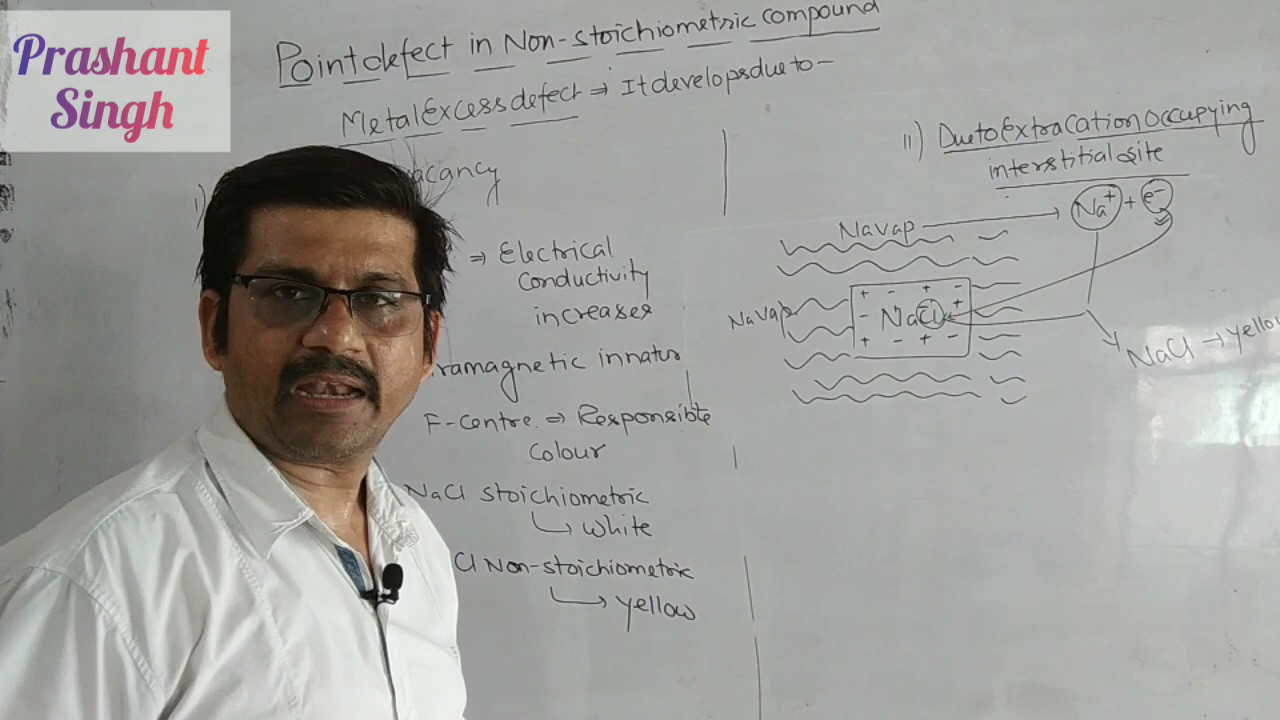 Prashant
Singh
Point defect in Non-stoichiometric compound
Metal Excess defect ⇒ It develops due to -
i) vacancy
⇒ Electrical
conductivity
increases
ramagnetic in natur
F-centre ⇒ Responsible
colour
NaCl stoichiometric
↳ white
Cl Non-stoichiometric
↳ yellow
ii) Due to Extra Cation Occupying
interstitial site
Na vap → Na⁺ + e⁻
Na vap
+ - + -
- NaCl +
+ - + -
NaCl → yellow